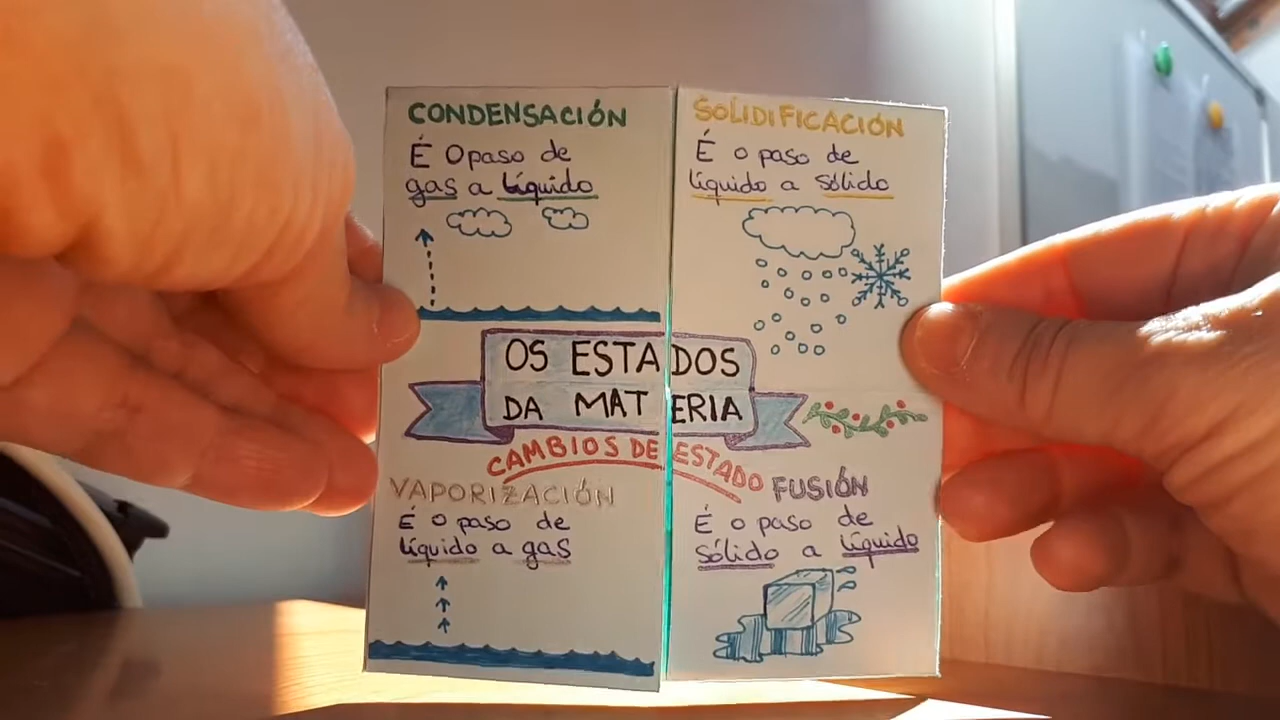 CONDENSACIÓN
É O paso de
gas a líquido
SOLIDIFICACIÓN
É o paso de
líquido a sólido
OS ESTADOS
DA MATERIA
CAMBIOS DE ESTADO
VAPORIZACIÓN
É o paso de
líquido a gas
FUSIÓN
É o paso de
sólido a líquido